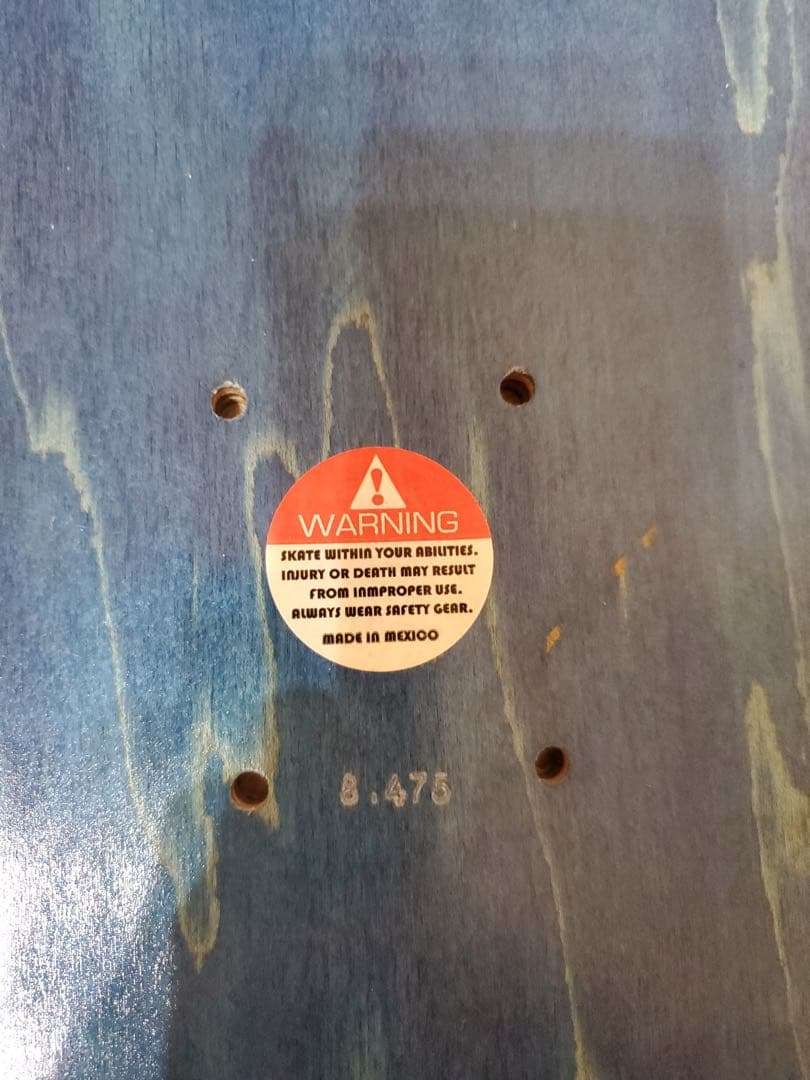 WARNING
SKATE WITHIN YOUR ABILITIES.
INJURY OR DEATH MAY RESULT
FROM INMPROPER USE.
ALWAYS WEAR SAFETY GEAR.
MADE IN MEXICO
8.475